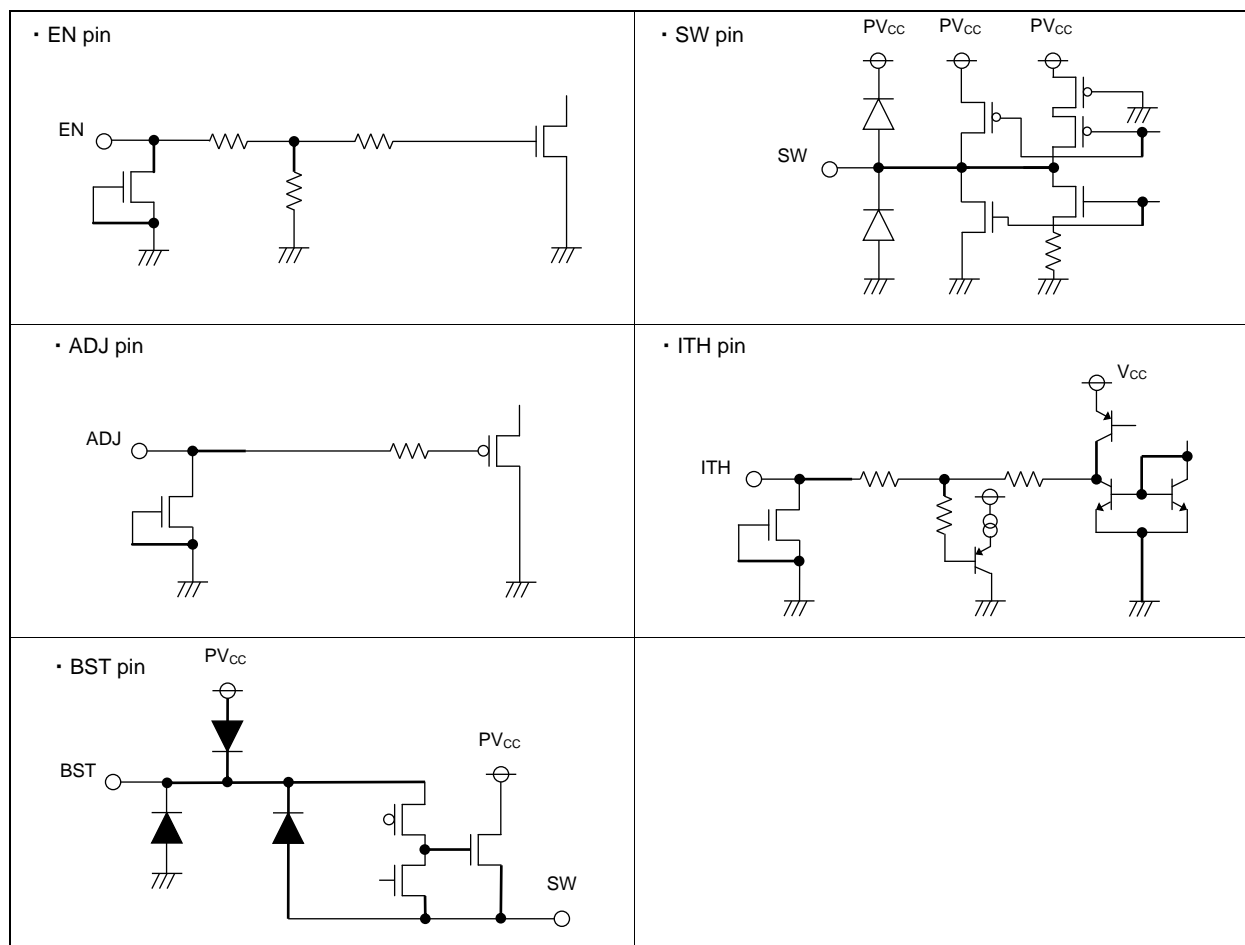 ・ EN pin
EN
・ SW pin
PVCC PVCC PVCC
SW
・ ADJ pin
ADJ
・ ITH pin
VCC
ITH
・ BST pin
PVCC
PVCC
BST
SW